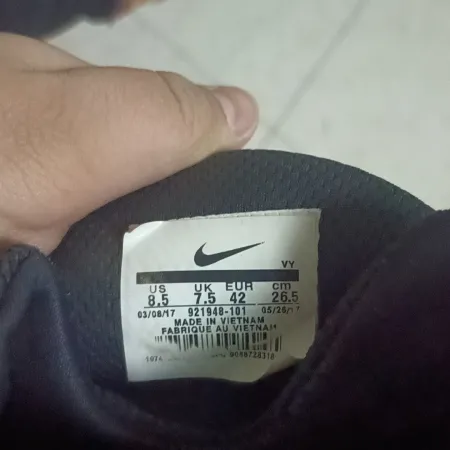 VY
US UK EUR cm
8.5 7.5 42 26.5
03/08/17 921948-101 05/26/17
MADE IN VIETNAM
FABRIQUE AU VIETNAM